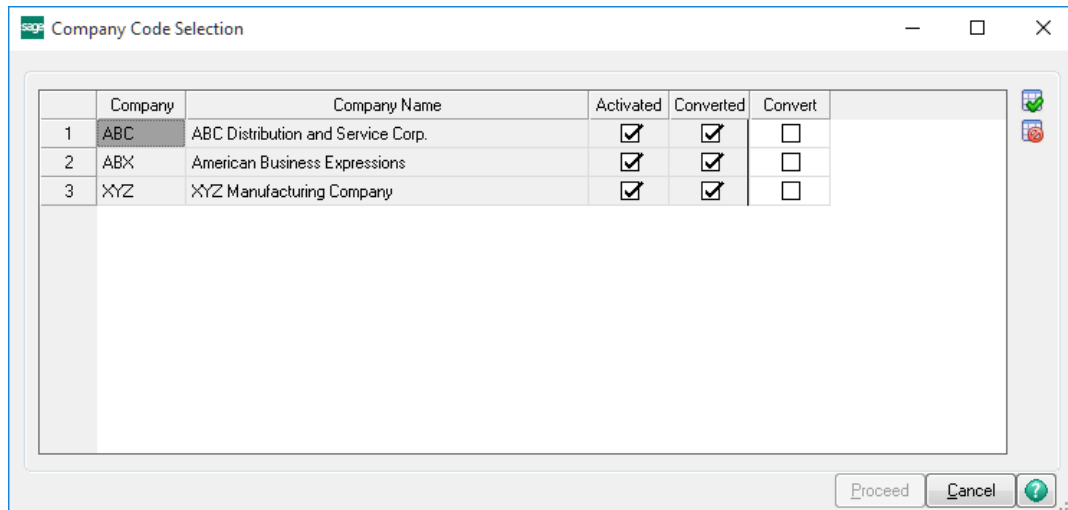 sage Company Code Selection
Company Company Name Activated Converted Convert
1 ABC ABC Distribution and Service Corp.
2 ABX American Business Expressions
3 XYZ XYZ Manufacturing Company
Proceed Cancel ?